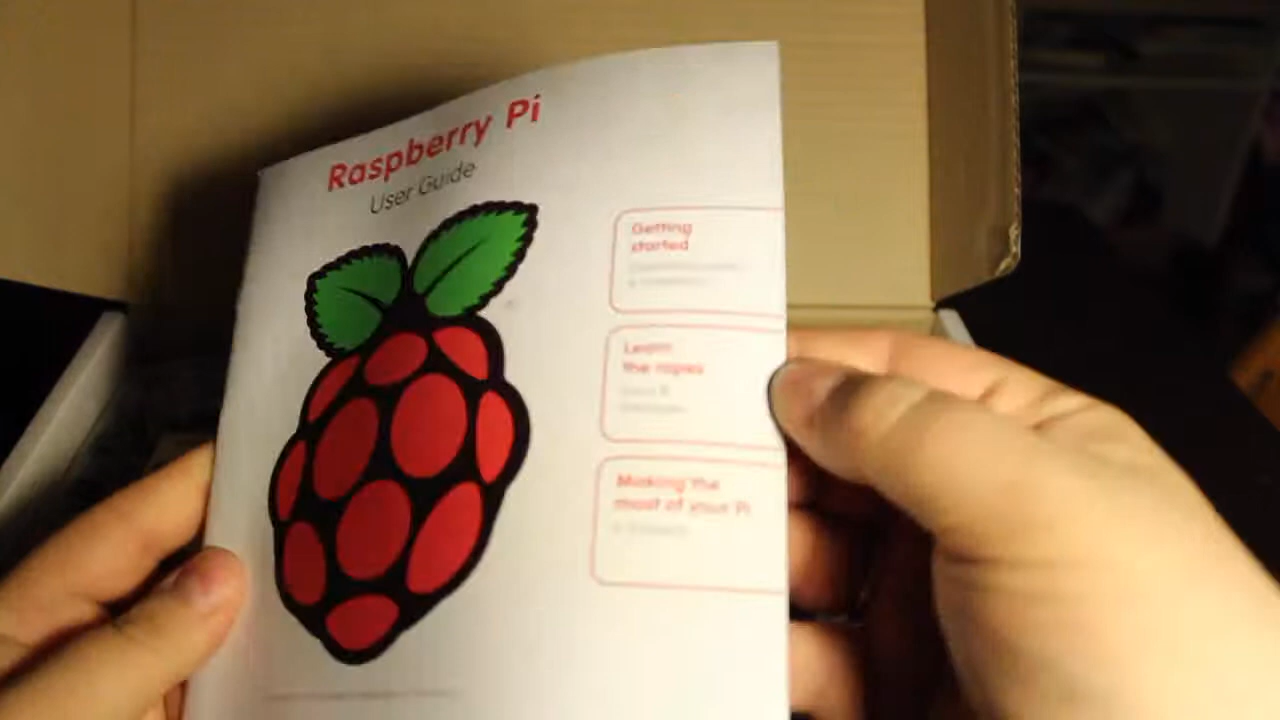 Raspberry Pi
User Guide
Getting
started
Learn
the ropes
Making the
most of your Pi